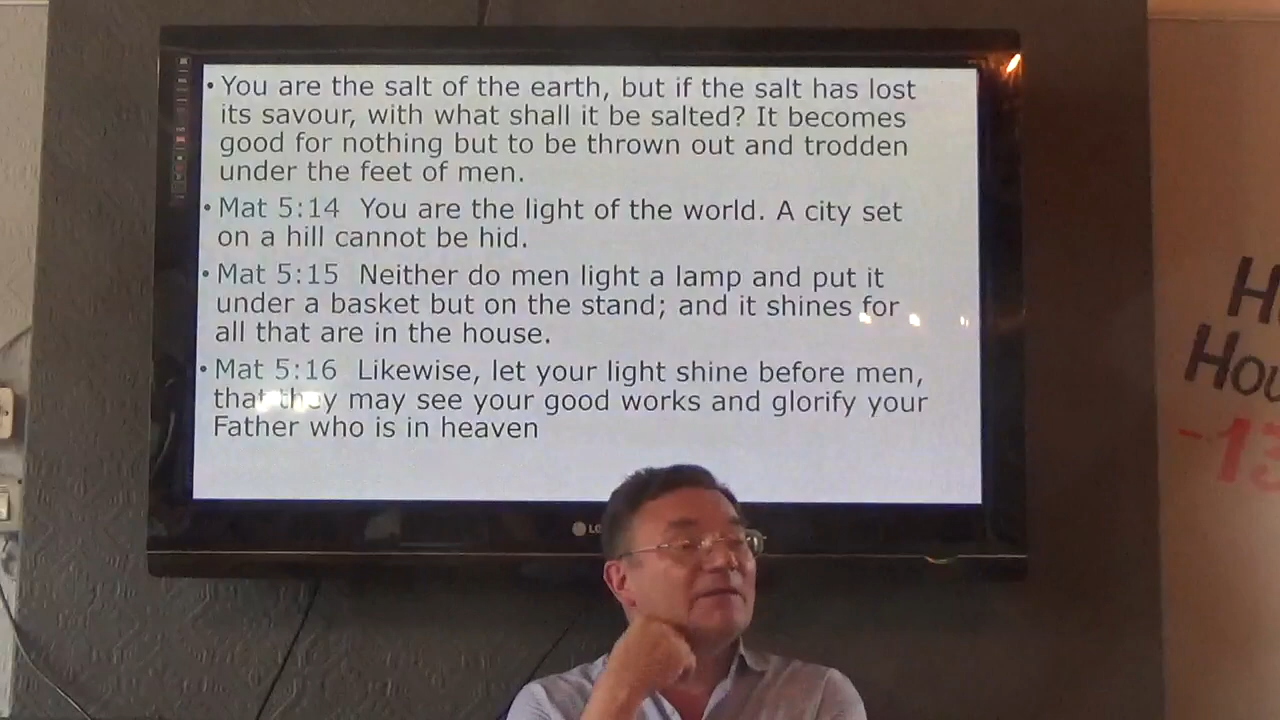 • You are the salt of the earth, but if the salt has lost
its savour, with what shall it be salted? It becomes
good for nothing but to be thrown out and trodden
under the feet of men.
• Mat 5:14 You are the light of the world. A city set
on a hill cannot be hid.
• Mat 5:15 Neither do men light a lamp and put it
under a basket but on the stand; and it shines for
all that are in the house.
• Mat 5:16 Likewise, let your light shine before men,
that they may see your good works and glorify your
Father who is in heaven
LG
-13